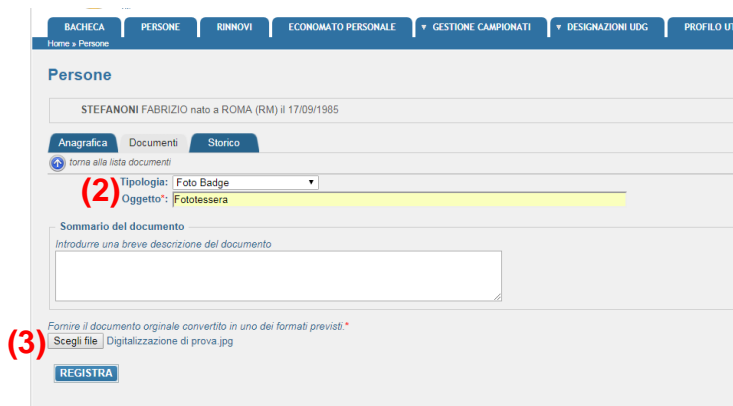 BACHECA PERSONE RINNOVI ECONOMATO PERSONALE ▼ GESTIONE CAMPIONATI ▼ DESIGNAZIONI UDG PROFILO UT
Home » Persone
Persone
STEFANONI FABRIZIO nato a ROMA (RM) il 17/09/1985
Anagrafica Documenti Storico
torna alla lista documenti
(2) Tipologia: Foto Badge
Oggetto*: Fototessera
Sommario del documento
Introdurre una breve descrizione del documento
Fornire il documento orginale convertito in uno dei formati previsti.*
(3) Scegli file Digitalizzazione di prova.jpg
REGISTRA